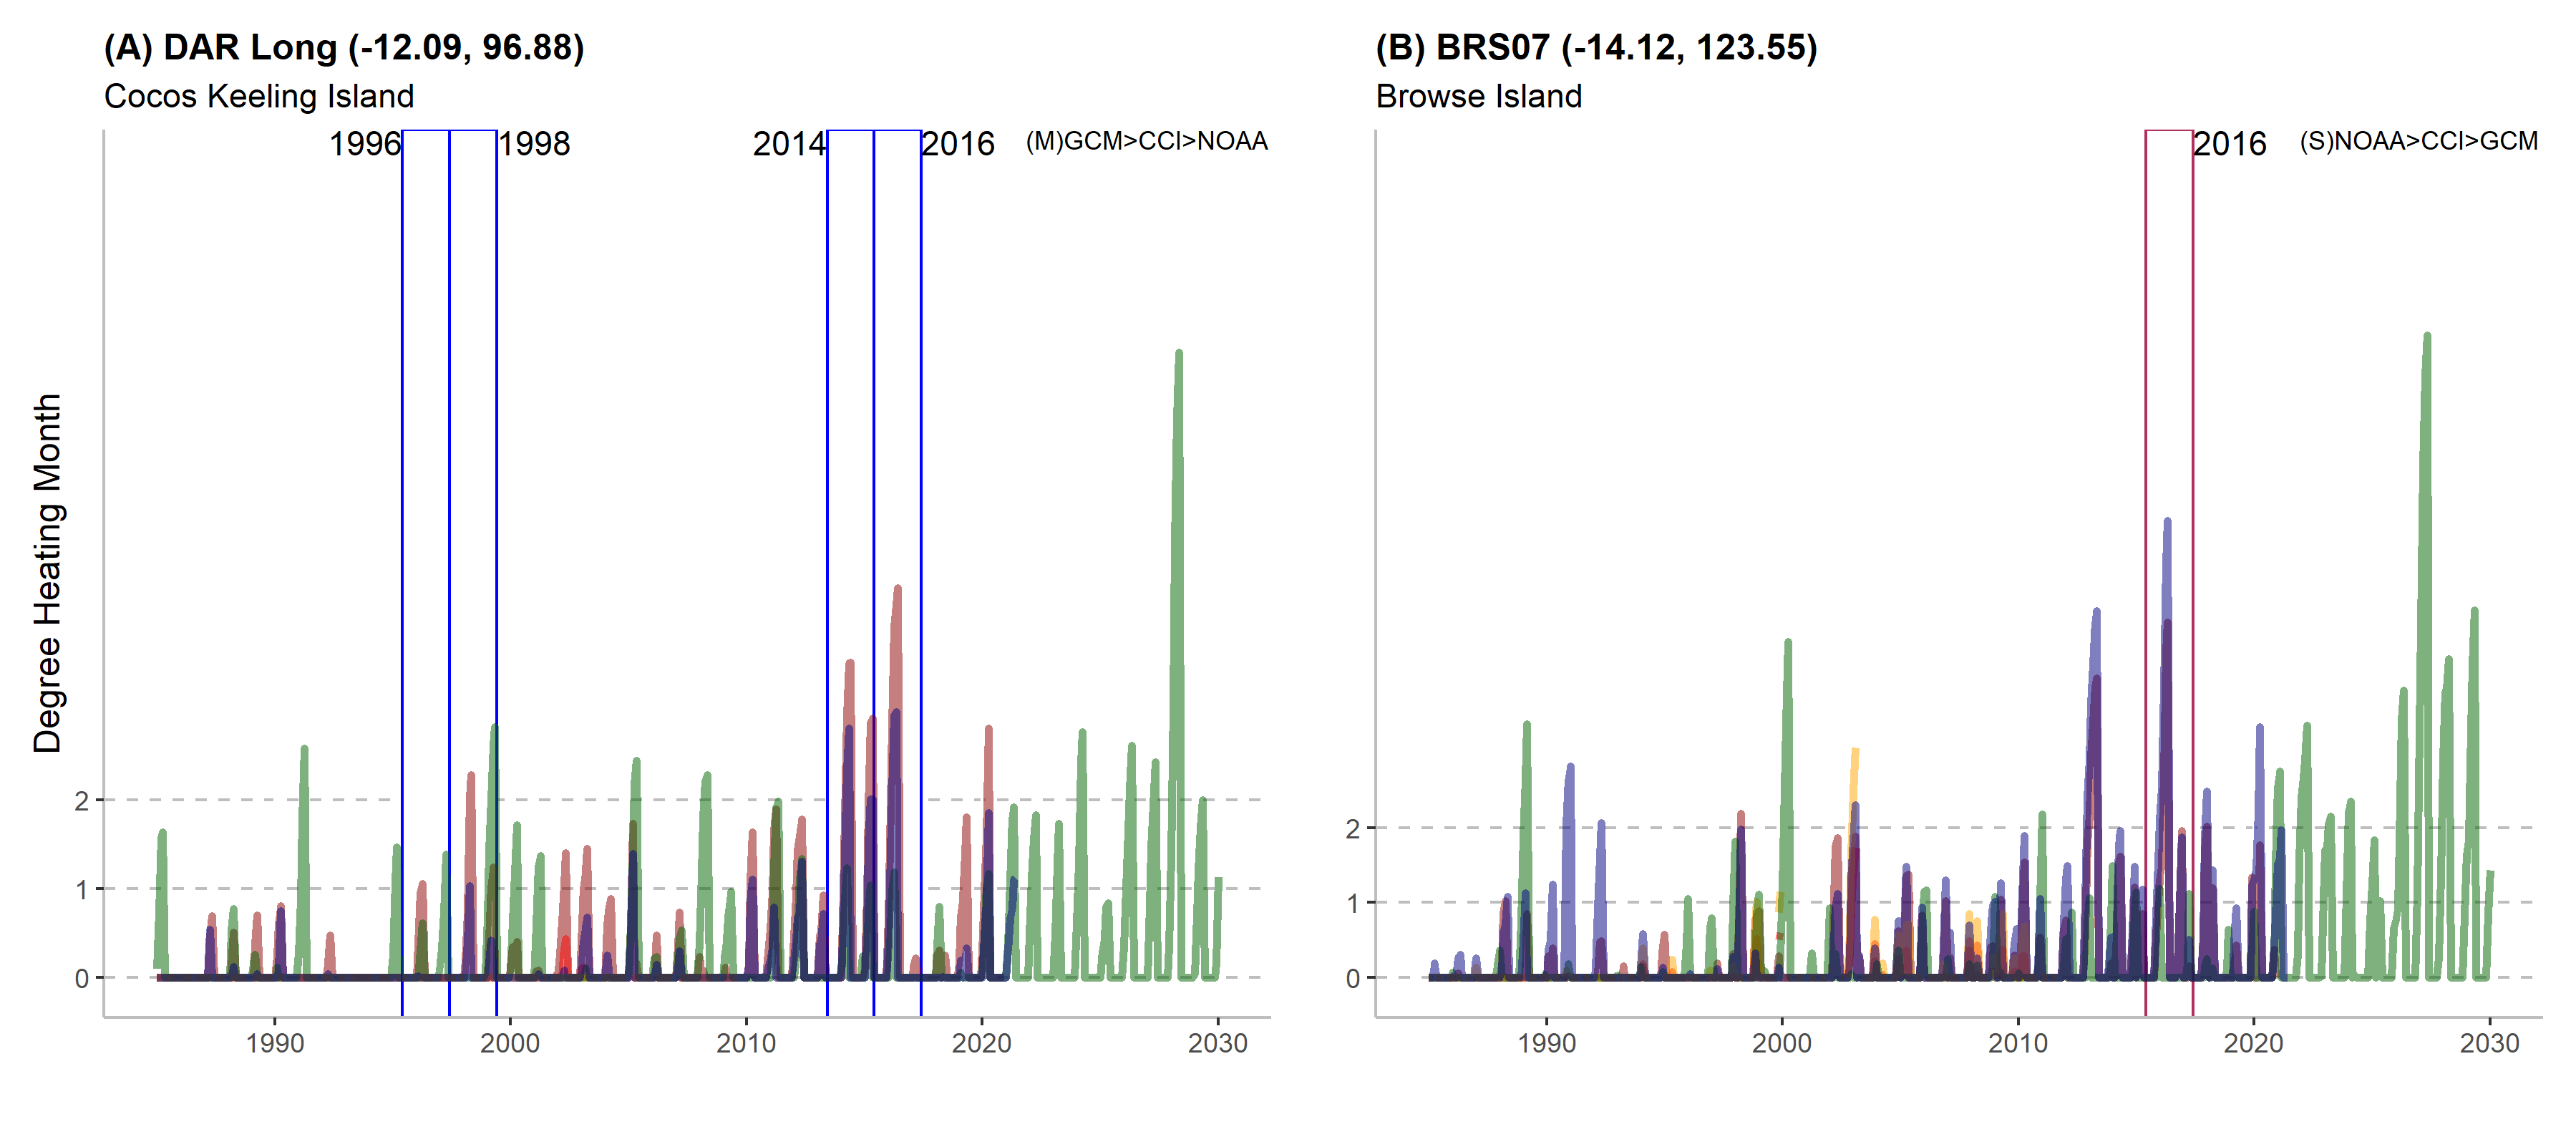 (A) DAR Long (-12.09, 96.88)
Cocos Keeling Island
1996 1998 2014 2016 (M)GCM>CCI>NOAA
Degree Heating Month
2
1
0
1990 2000 2010 2020 2030
(B) BRS07 (-14.12, 123.55)
Browse Island
2016 (S)NOAA>CCI>GCM
2
1
0
1990 2000 2010 2020 2030